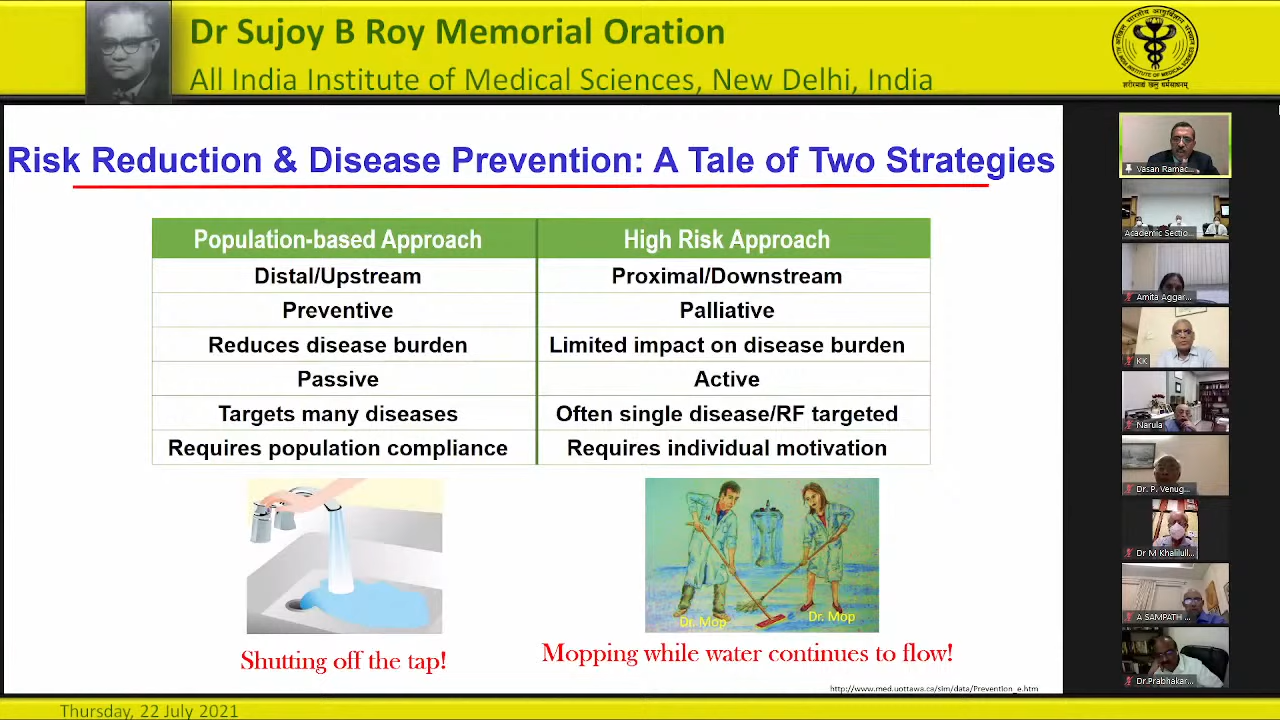 Dr Sujoy B Roy Memorial Oration
All India Institute of Medical Sciences, New Delhi, India
Risk Reduction & Disease Prevention: A Tale of Two Strategies
Population-based Approach High Risk Approach
Distal/Upstream Proximal/Downstream
Preventive Palliative
Reduces disease burden Limited impact on disease burden
Passive Active
Targets many diseases Often single disease/RF targeted
Requires population compliance Requires individual motivation
Dr. Mop Dr. Mop
Shutting off the tap! Mopping while water continues to flow!
http://www.med.uottawa.ca/sim/data/Prevention_e.htm
Thursday, 22 July 2021
Vasan Ramac...
Academic Sectio...
Amita Aggar...
KK
Narula
Dr. P. Venug...
Dr M Khalilull...
A SAMPATH ...
Dr.Prabhakar...